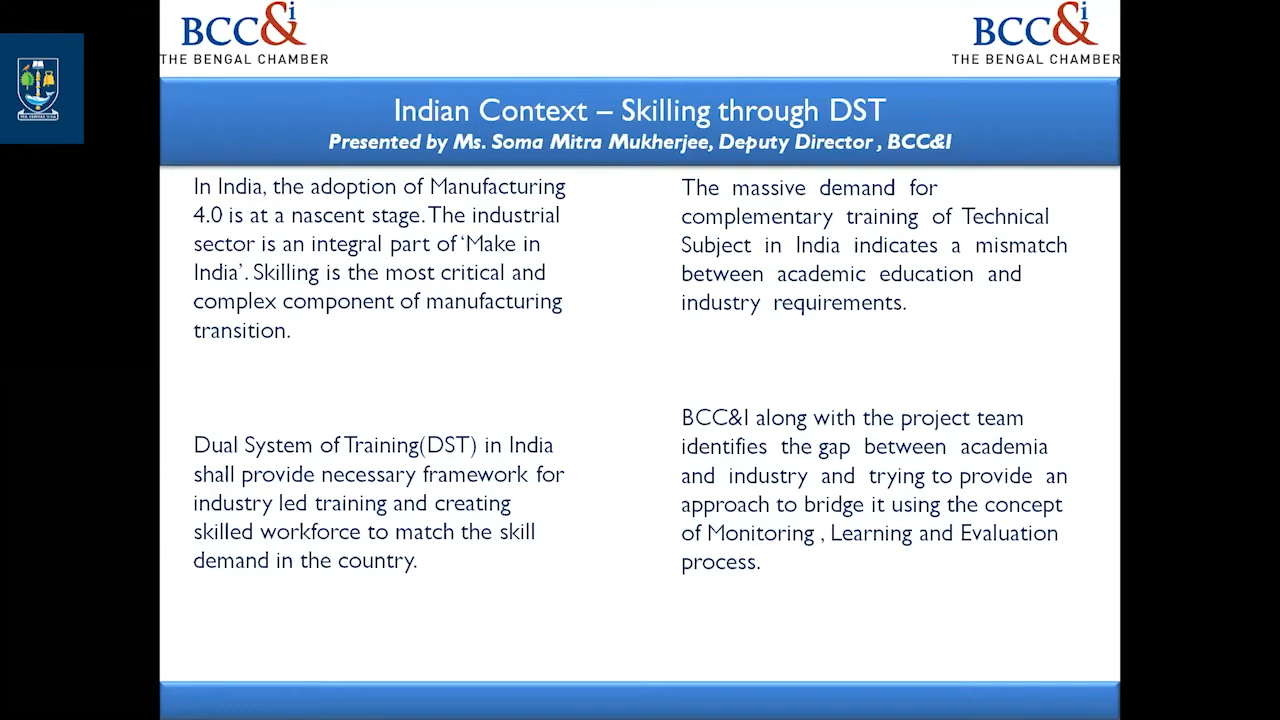 BCC&i
THE BENGAL CHAMBER
BCC&i
THE BENGAL CHAMBER
Indian Context – Skilling through DST
Presented by Ms. Soma Mitra Mukherjee, Deputy Director , BCC&I
In India, the adoption of Manufacturing
4.0 is at a nascent stage. The industrial
sector is an integral part of ‘Make in
India’. Skilling is the most critical and
complex component of manufacturing
transition.
The massive demand for
complementary training of Technical
Subject in India indicates a mismatch
between academic education and
industry requirements.
Dual System of Training(DST) in India
shall provide necessary framework for
industry led training and creating
skilled workforce to match the skill
demand in the country.
BCC&I along with the project team
identifies the gap between academia
and industry and trying to provide an
approach to bridge it using the concept
of Monitoring , Learning and Evaluation
process.